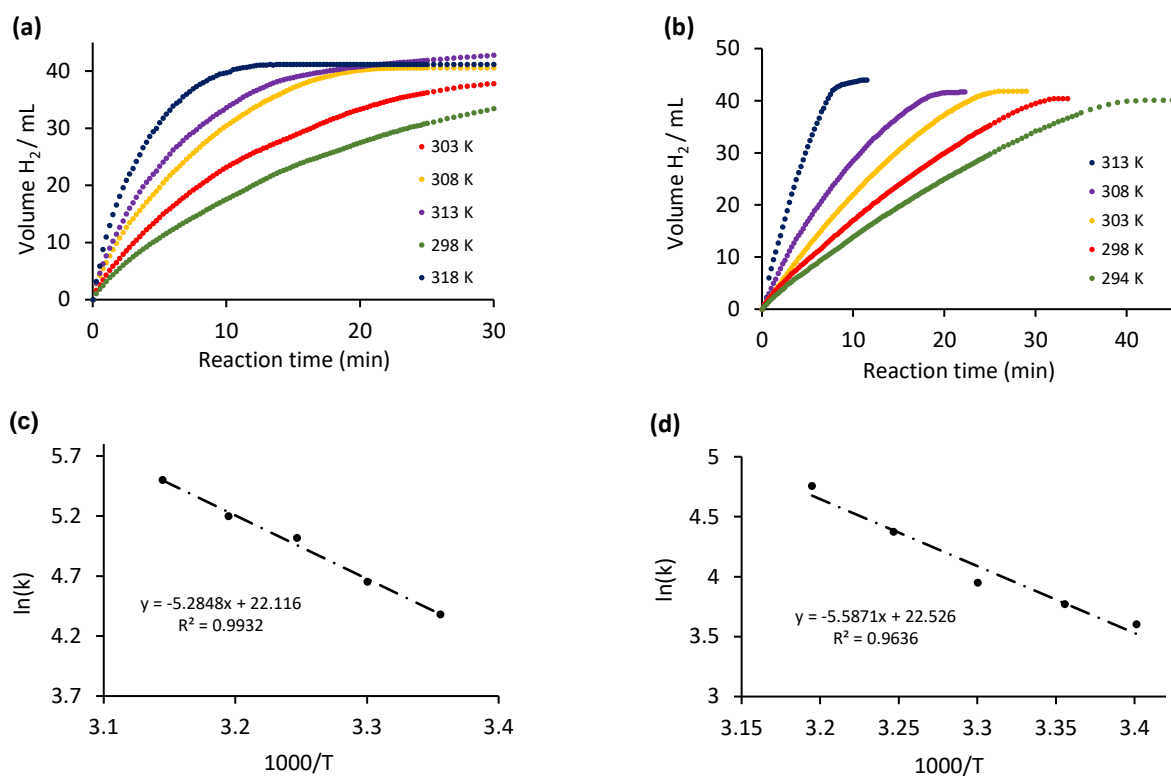 (a)
Volume H₂ / mL
40
30
20
10
0
0 10 20 30
Reaction time (min)
303 K
308 K
313 K
298 K
318 K
(b)
Volume H₂ / mL
50
40
30
20
10
0
0 10 20 30 40
Reaction time (min)
313 K
308 K
303 K
298 K
294 K
(c)
ln(k)
5.7
5.2
4.7
4.2
3.7
3.1 3.2 3.3 3.4
1000/T
y = -5.2848x + 22.116
R² = 0.9932
(d)
ln(k)
5
4.5
4
3.5
3
3.15 3.2 3.25 3.3 3.35 3.4
1000/T
y = -5.5871x + 22.526
R² = 0.9636